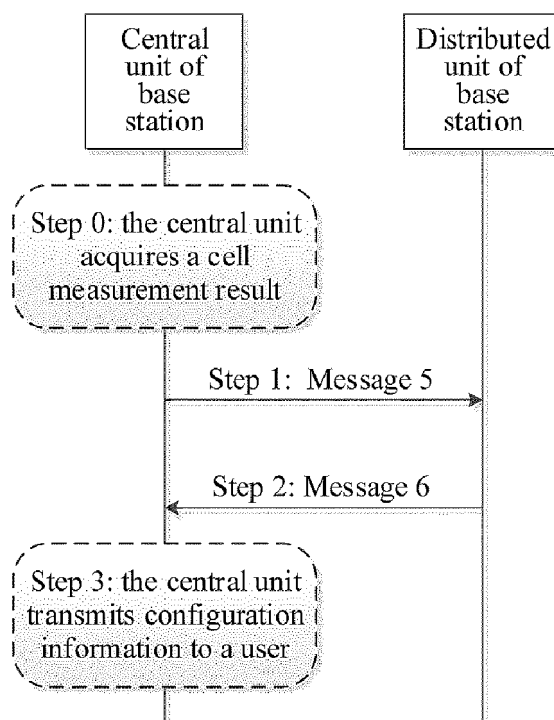 Central
unit of
base
station
Distributed
unit of
base
station
Step 0: the central unit
acquires a cell
measurement result
Step 1: Message 5
Step 2: Message 6
Step 3: the central unit
transmits configuration
information to a user